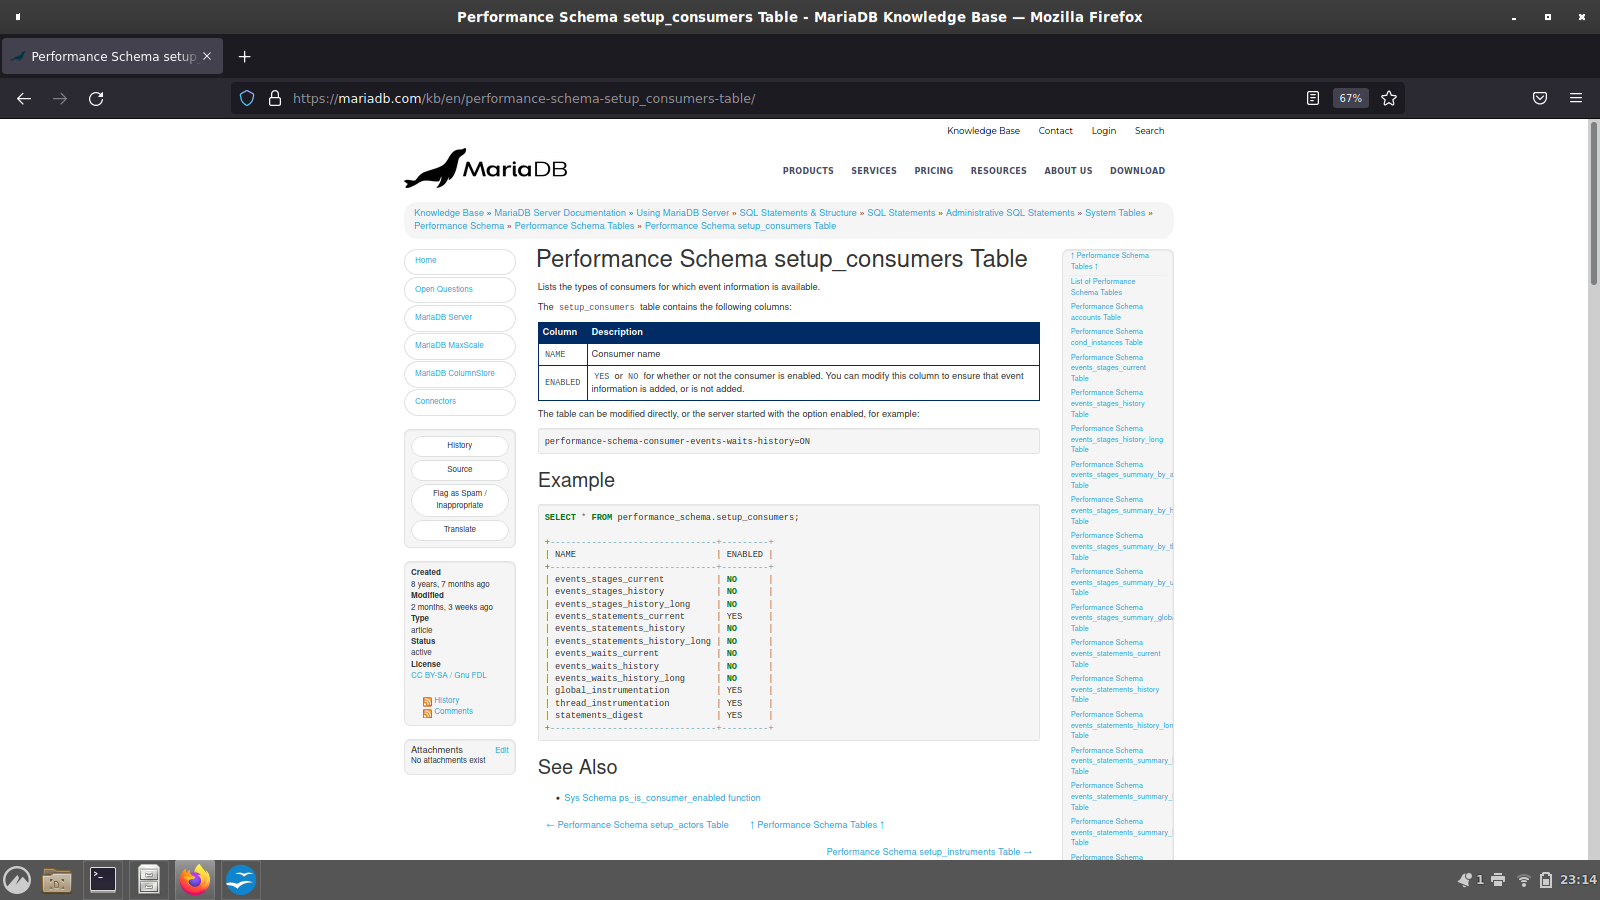 Performance Schema setup_consumers Table - MariaDB Knowledge Base — Mozilla Firefox
Performance Schema setup_
https://mariadb.com/kb/en/performance-schema-setup_consumers-table/
67%
Knowledge Base Contact Login Search
MariaDB
PRODUCTS SERVICES PRICING RESOURCES ABOUT US DOWNLOAD
Knowledge Base » MariaDB Server Documentation » Using MariaDB Server » SQL Statements & Structure » SQL Statements » Administrative SQL Statements » System Tables »
Performance Schema » Performance Schema Tables » Performance Schema setup_consumers Table
Home
Open Questions
MariaDB Server
MariaDB MaxScale
MariaDB ColumnStore
Connectors
History
Source
Flag as Spam /
Inappropriate
Translate
Created
8 years, 7 months ago
Modified
2 months, 3 weeks ago
Type
article
Status
active
License
CC BY-SA / Gnu FDL
History
Comments
Attachments Edit
No attachments exist
Performance Schema setup_consumers Table
Lists the types of consumers for which event information is available.
The setup_consumers table contains the following columns:
Column Description
NAME Consumer name
ENABLED YES or NO for whether or not the consumer is enabled. You can modify this column to ensure that event
information is added, or is not added.
The table can be modified directly, or the server started with the option enabled, for example:
performance-schema-consumer-events-waits-history=ON
Example
SELECT * FROM performance_schema.setup_consumers;
+--------------------------------+---------+
| NAME | ENABLED |
+--------------------------------+---------+
| events_stages_current | NO |
| events_stages_history | NO |
| events_stages_history_long | NO |
| events_statements_current | YES |
| events_statements_history | NO |
| events_statements_history_long | NO |
| events_waits_current | NO |
| events_waits_history | NO |
| events_waits_history_long | NO |
| global_instrumentation | YES |
| thread_instrumentation | YES |
| statements_digest | YES |
+--------------------------------+---------+
See Also
• Sys Schema ps_is_consumer_enabled function
← Performance Schema setup_actors Table ↑ Performance Schema Tables ↑
Performance Schema setup_instruments Table →
↑ Performance Schema
Tables ↑
List of Performance
Schema Tables
Performance Schema
accounts Table
Performance Schema
cond_instances Table
Performance Schema
events_stages_current
Table
Performance Schema
events_stages_history
Table
Performance Schema
events_stages_history_long
Table
Performance Schema
events_stages_summary_by_a
Table
Performance Schema
events_stages_summary_by_h
Table
Performance Schema
events_stages_summary_by_t
Table
Performance Schema
events_stages_summary_by_u
Table
Performance Schema
events_stages_summary_glob
Table
Performance Schema
events_statements_current
Table
Performance Schema
events_statements_history
Table
Performance Schema
events_statements_history_lon
Table
Performance Schema
events_statements_summary_
Table
Performance Schema
events_statements_summary_
Table
Performance Schema
events_statements_summary_
Table
Performance Schema
1
23:14